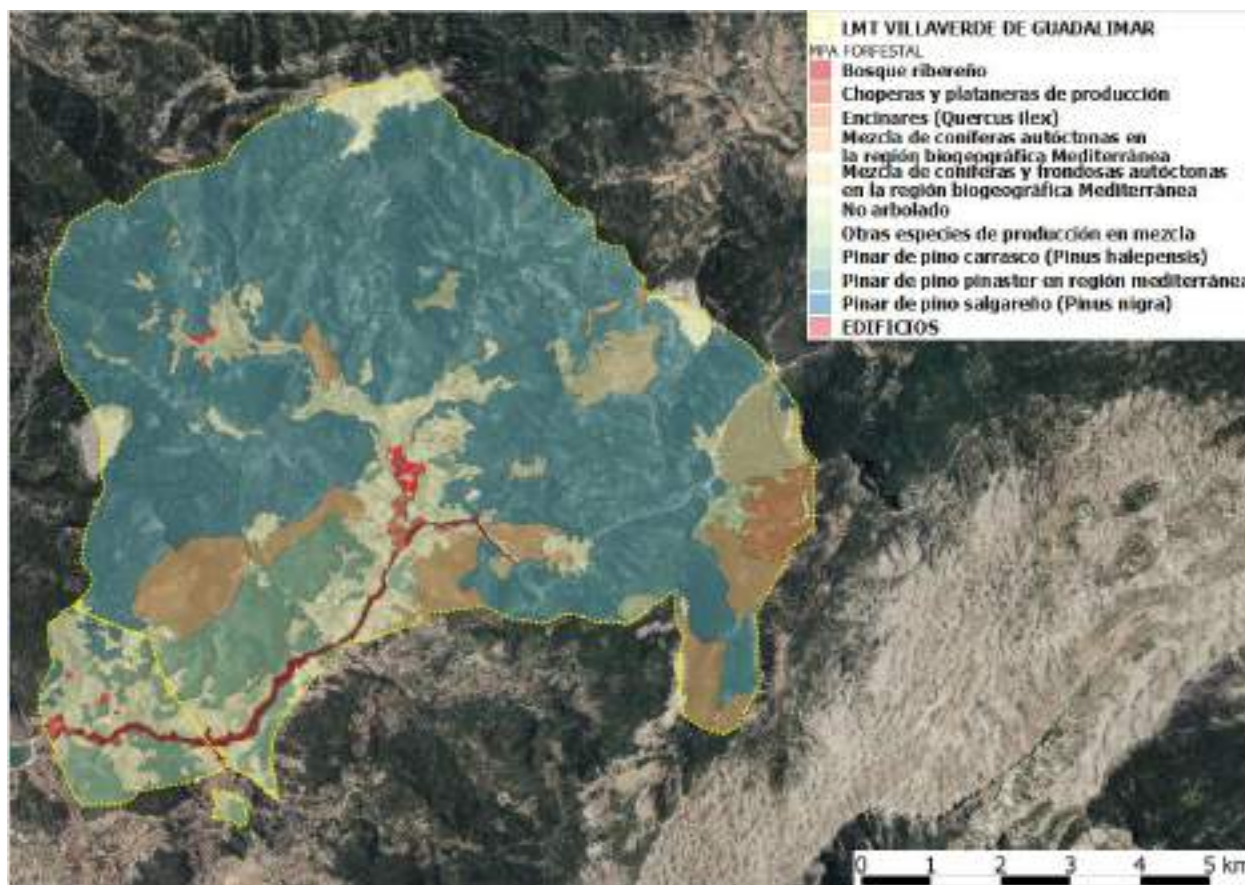 LMT VILLAVERDE DE GUADALIMAR
MPA FORFESTAL
Bosque ribereño
Choperas y plataneras de producción
Encinares (Quercus ilex)
Mezcla de coníferas autóctonas en
la región biogeográfica Mediterránea
Mezcla de coníferas y frondosas autóctonas
en la región biogeográfica Mediterránea
No arbolado
Otras especies de producción en mezcla
Pinar de pino carrasco (Pinus halepensis)
Pinar de pino pinaster en región mediterránea
Pinar de pino salgareño (Pinus nigra)
EDIFICIOS
0 1 2 3 4 5 km